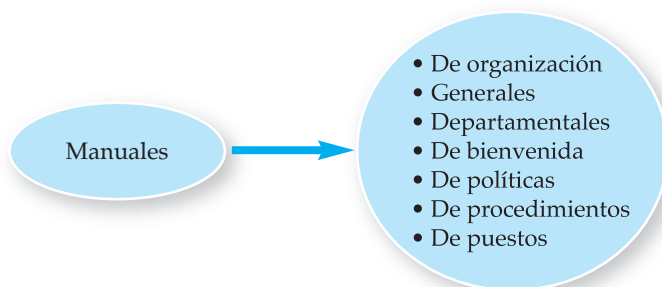 Manuales
• De organización
• Generales
• Departamentales
• De bienvenida
• De políticas
• De procedimientos
• De puestos